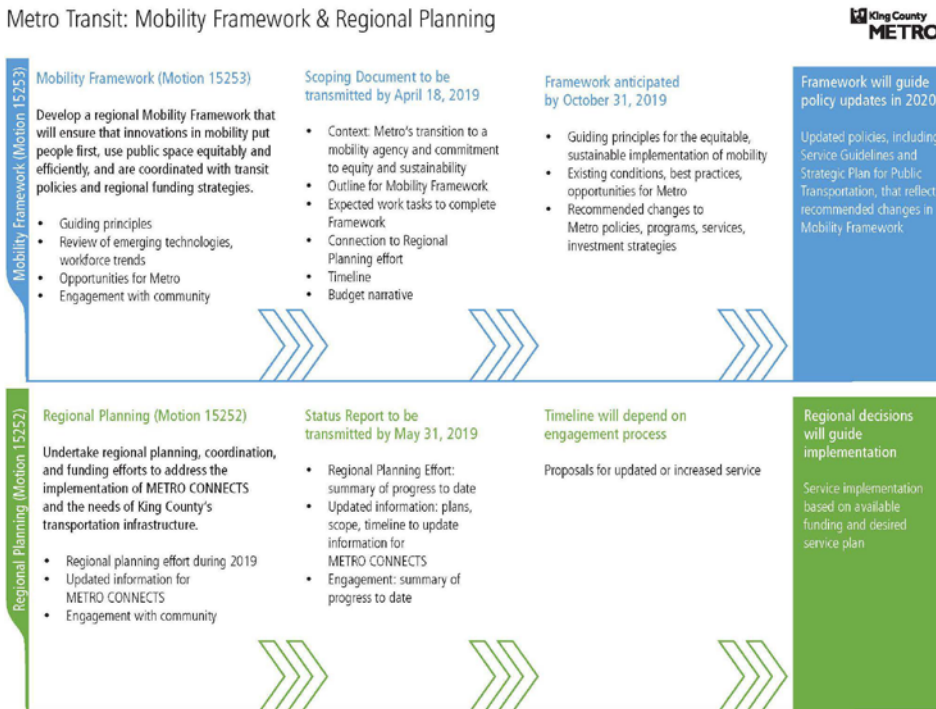 Metro Transit: Mobility Framework & Regional Planning
King County
METRO
Mobility Framework (Motion 15253)
Mobility Framework (Motion 15253)
Develop a regional Mobility Framework that
will ensure that innovations in mobility put
people first, use public space equitably and
efficiently, and are coordinated with transit
policies and regional funding strategies.
• Guiding principles
• Review of emerging technologies,
workforce trends
• Opportunities for Metro
• Engagement with community
Scoping Document to be
transmitted by April 18, 2019
• Context: Metro's transition to a
mobility agency and commitment
to equity and sustainability
• Outline for Mobility Framework
• Expected work tasks to complete
Framework
• Connection to Regional
Planning effort
• Timeline
• Budget narrative
Framework anticipated
by October 31, 2019
• Guiding principles for the equitable,
sustainable implementation of mobility
• Existing conditions, best practices,
opportunities for Metro
• Recommended changes to
Metro policies, programs, services,
investment strategies
Framework will guide
policy updates in 2020
Updated policies, including
Service Guidelines and
Strategic Plan for Public
Transportation, that reflect
recommended changes in
Mobility Framework
Regional Planning (Motion 15252)
Regional Planning (Motion 15252)
Undertake regional planning, coordination,
and funding efforts to address the
implementation of METRO CONNECTS
and the needs of King County's
transportation infrastructure.
• Regional planning effort during 2019
• Updated information for
METRO CONNECTS
• Engagement with community
Status Report to be
transmitted by May 31, 2019
• Regional Planning Effort:
summary of progress to date
• Updated information: plans,
scope, timeline to update
information for
METRO CONNECTS
• Engagement: summary of
progress to date
Timeline will depend on
engagement process
Proposals for updated or increased service
Regional decisions
will guide
implementation
Service implementation
based on available
funding and desired
service plan